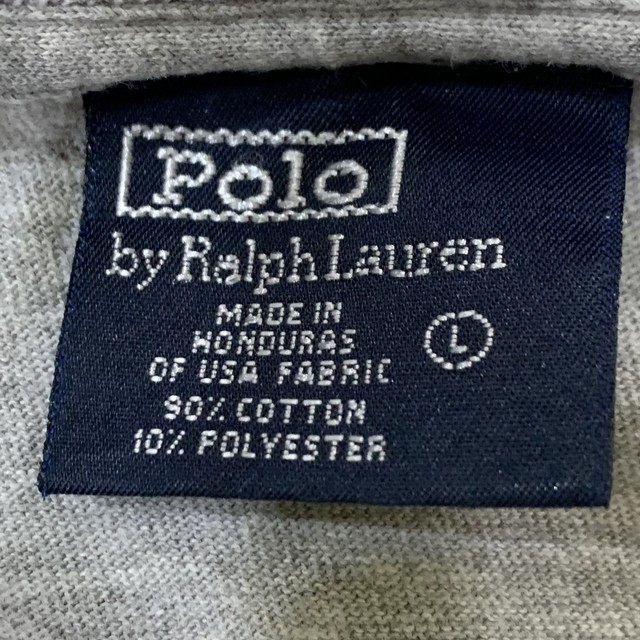 Polo
by Ralph Lauren
MADE IN
HONDURAS
OF USA FABRIC
90% COTTON
10% POLYESTER
L